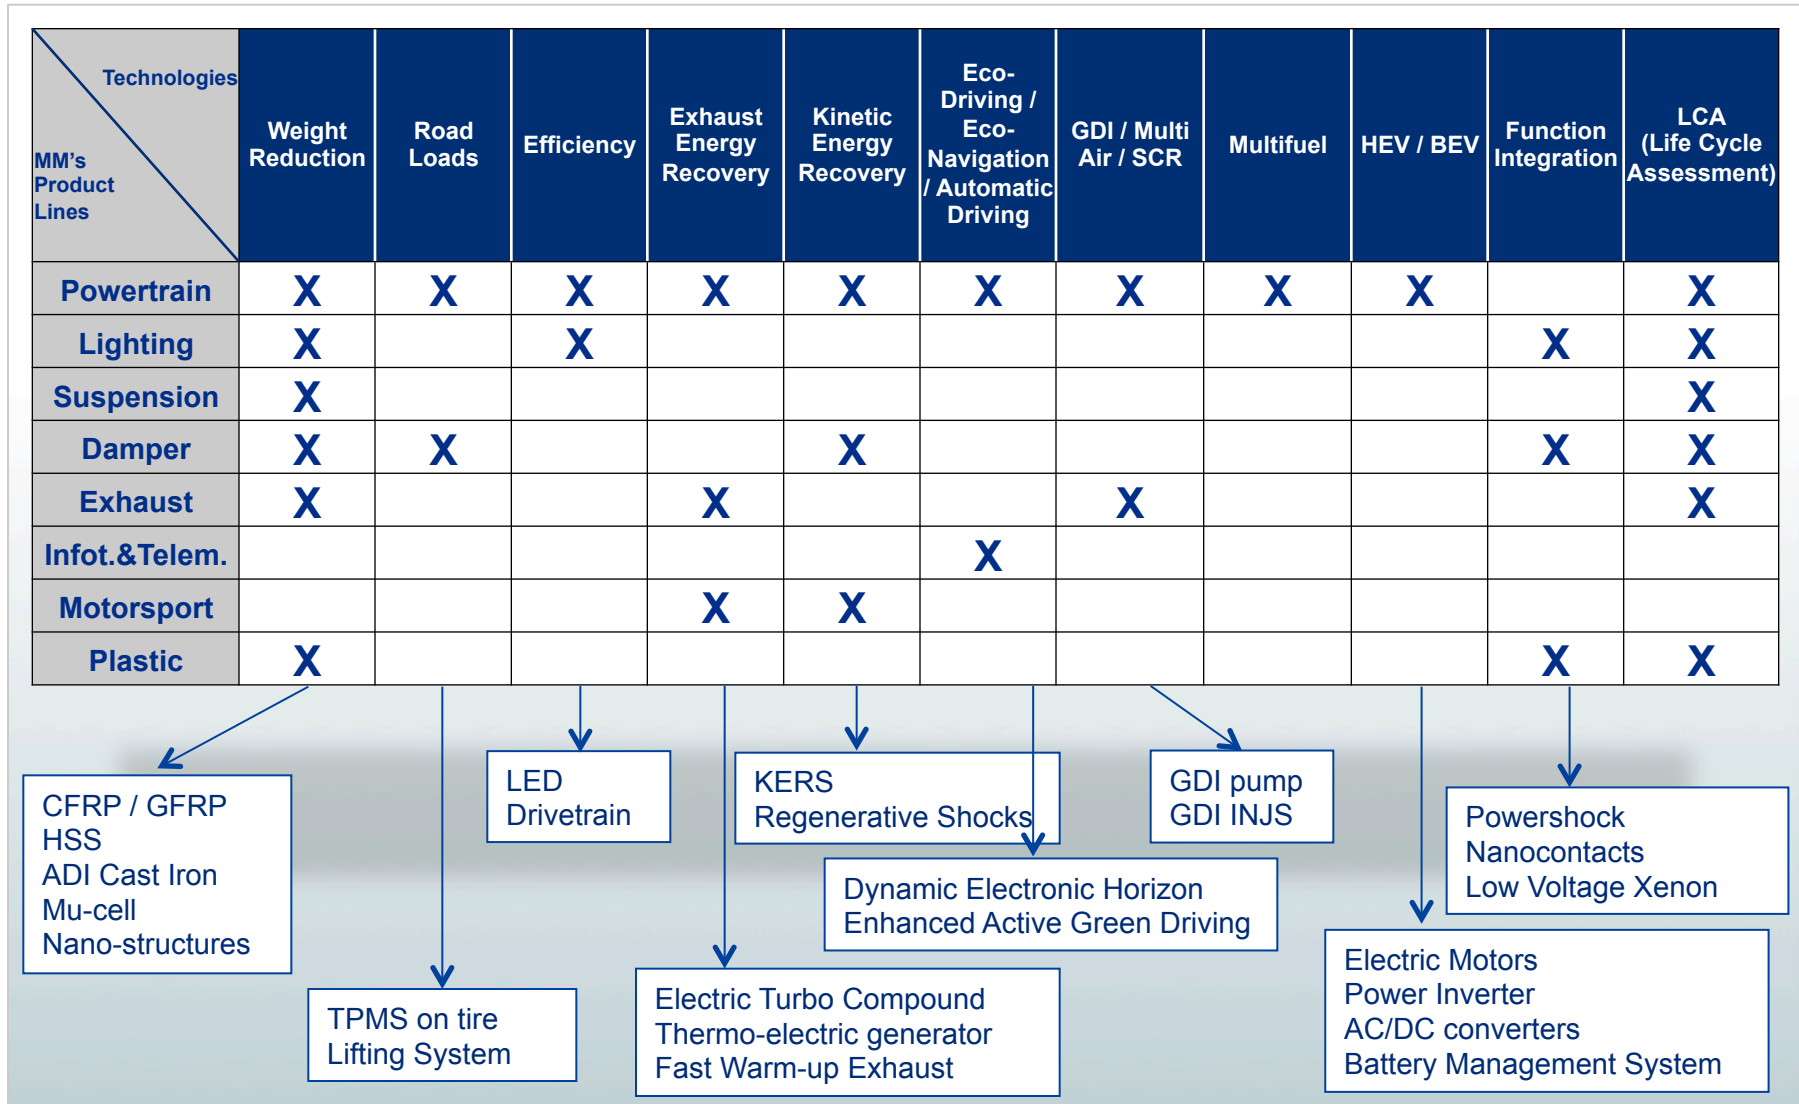 Technologies
MM's
Product
Lines
Weight
Reduction
Road
Loads
Efficiency
Exhaust
Energy
Recovery
Kinetic
Energy
Recovery
Eco-
Driving /
Eco-
Navigation
/ Automatic
Driving
GDI / Multi
Air / SCR
Multifuel
HEV / BEV
Function
Integration
LCA
(Life Cycle
Assessment)
Powertrain X X X X X X X X X X
Lighting X X X X
Suspension X X
Damper X X X X X
Exhaust X X X X
Infot.&Telem. X
Motorsport X X
Plastic X X X
CFRP / GFRP
HSS
ADI Cast Iron
Mu-cell
Nano-structures
TPMS on tire
Lifting System
LED
Drivetrain
Electric Turbo Compound
Thermo-electric generator
Fast Warm-up Exhaust
KERS
Regenerative Shocks
Dynamic Electronic Horizon
Enhanced Active Green Driving
GDI pump
GDI INJS
Electric Motors
Power Inverter
AC/DC converters
Battery Management System
Powershock
Nanocontacts
Low Voltage Xenon